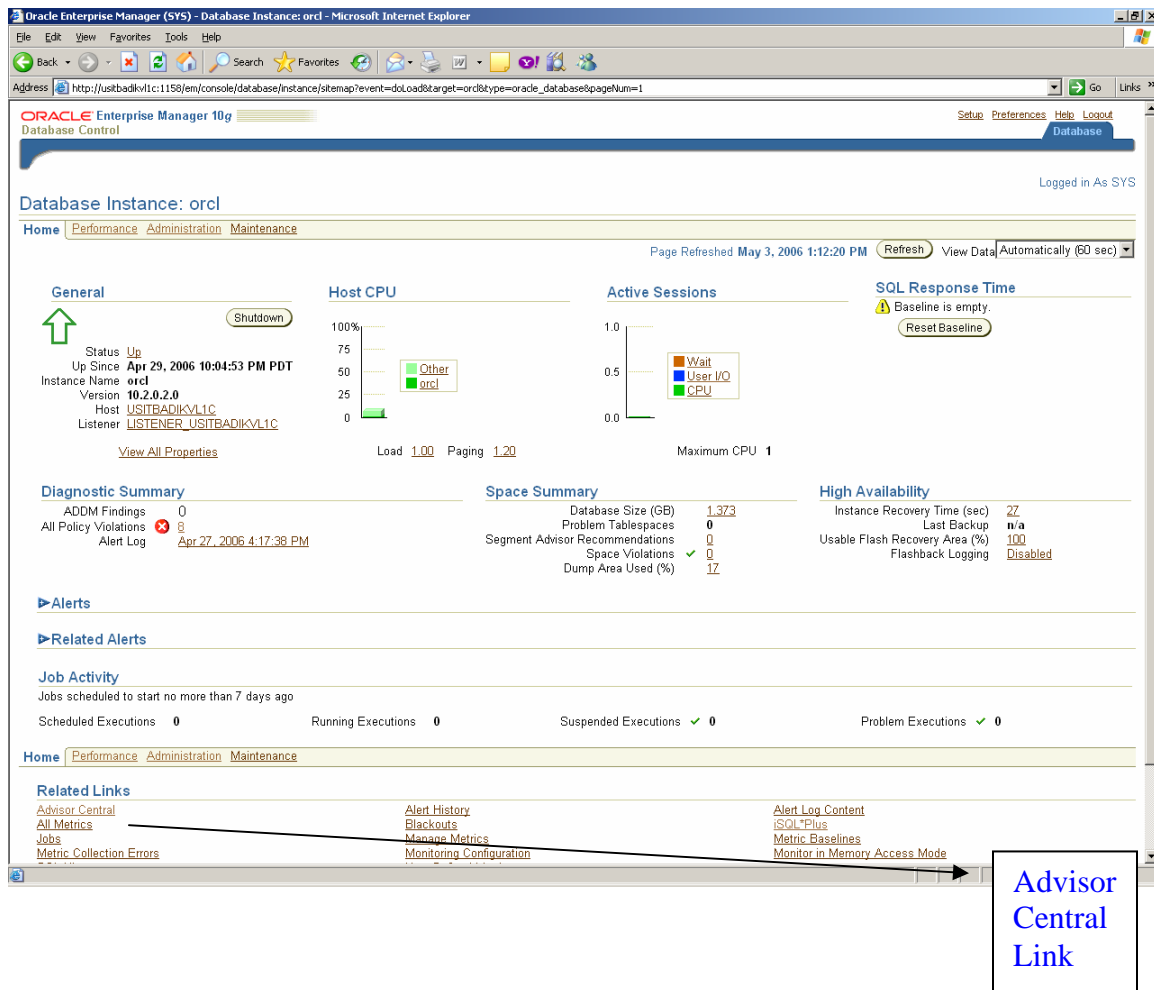 Oracle Enterprise Manager (SYS) - Database Instance: orcl - Microsoft Internet Explorer
File Edit View Favorites Tools Help
Back Search Favorites
Address http://usitbadikvl1c:1158/em/console/database/instance/sitemap?event=doLoad&target=orcl&type=oracle_database&pageNum=1 Go Links »
ORACLE Enterprise Manager 10g
Database Control
Setup Preferences Help Logout
Database
Logged in As SYS
Database Instance: orcl
Home Performance Administration Maintenance
Page Refreshed May 3, 2006 1:12:20 PM Refresh View Data Automatically (60 sec)
General
Shutdown
Status Up
Up Since Apr 29, 2006 10:04:53 PM PDT
Instance Name orcl
Version 10.2.0.2.0
Host USITBADIKVL1C
Listener LISTENER_USITBADIKVL1C
View All Properties
Host CPU
100%
75
50
25
0
Other
orcl
Load 1.00 Paging 1.20
Active Sessions
1.0
0.5
0.0
Wait
User I/O
CPU
Maximum CPU 1
SQL Response Time
Baseline is empty.
Reset Baseline
Diagnostic Summary
ADDM Findings 0
All Policy Violations 8
Alert Log Apr 27, 2006 4:17:38 PM
Space Summary
Database Size (GB) 1.373
Problem Tablespaces 0
Segment Advisor Recommendations 0
Space Violations 0
Dump Area Used (%) 17
High Availability
Instance Recovery Time (sec) 27
Last Backup n/a
Usable Flash Recovery Area (%) 100
Flashback Logging Disabled
Alerts
Related Alerts
Job Activity
Jobs scheduled to start no more than 7 days ago
Scheduled Executions 0 Running Executions 0 Suspended Executions 0 Problem Executions 0
Home Performance Administration Maintenance
Related Links
Advisor Central Alert History Alert Log Content
All Metrics Blackouts iSQL*Plus
Jobs Manage Metrics Metric Baselines
Metric Collection Errors Monitoring Configuration Monitor in Memory Access Mode
Advisor
Central
Link